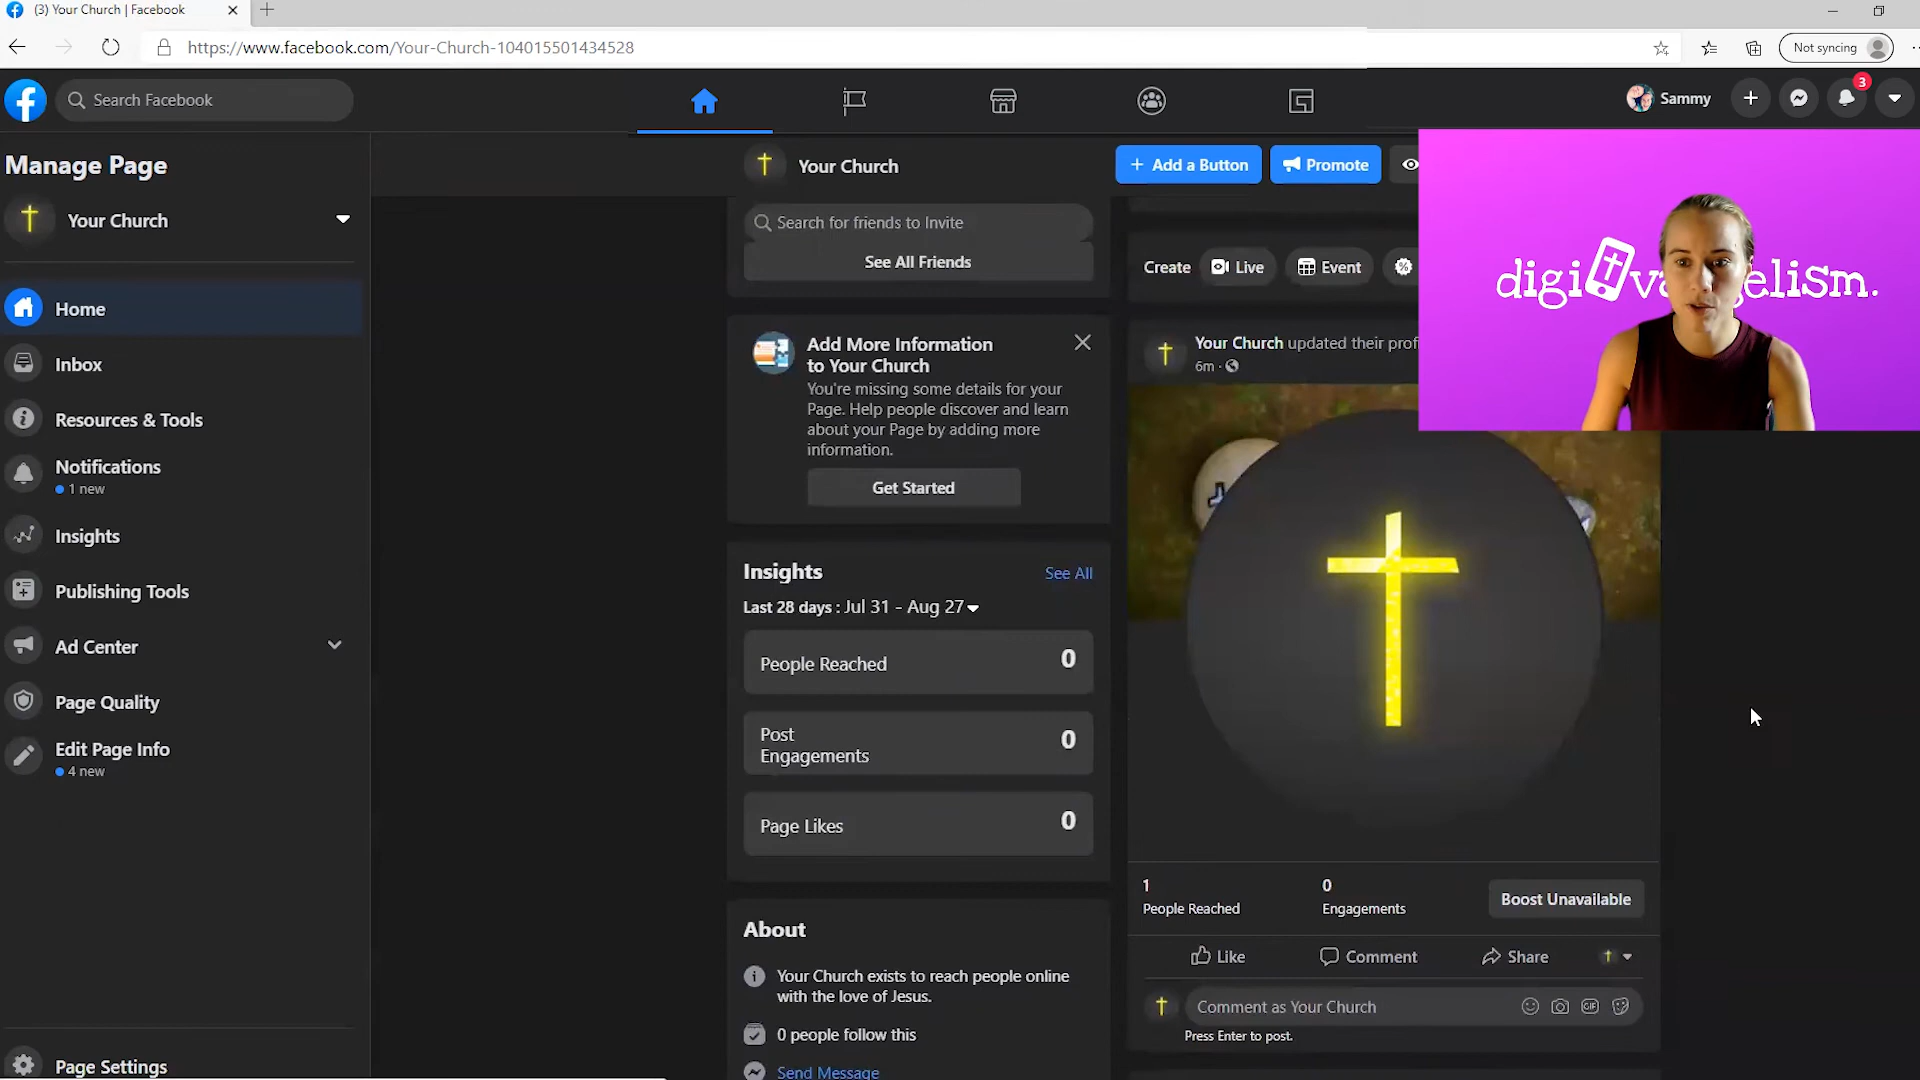 (3) Your Church | Facebook
https://www.facebook.com/Your-Church-104015501434528
Not syncing
Search Facebook
Sammy
3
Manage Page
Your Church
Home
Inbox
Resources & Tools
Notifications
1 new
Insights
Publishing Tools
Ad Center
Page Quality
Edit Page Info
4 new
Page Settings
Your Church
+ Add a Button
Promote
Search for friends to Invite
See All Friends
Add More Information
to Your Church
You're missing some details for your
Page. Help people discover and learn
about your Page by adding more
information.
Get Started
Insights
See All
Last 28 days : Jul 31 - Aug 27
People Reached
0
Post
Engagements
0
Page Likes
0
About
Your Church exists to reach people online
with the love of Jesus.
0 people follow this
Send Message
Create
Live
Event
Your Church updated their prof
6m
digi
elism.
1
People Reached
0
Engagements
Boost Unavailable
Like
Comment
Share
Comment as Your Church
GIF
Press Enter to post.